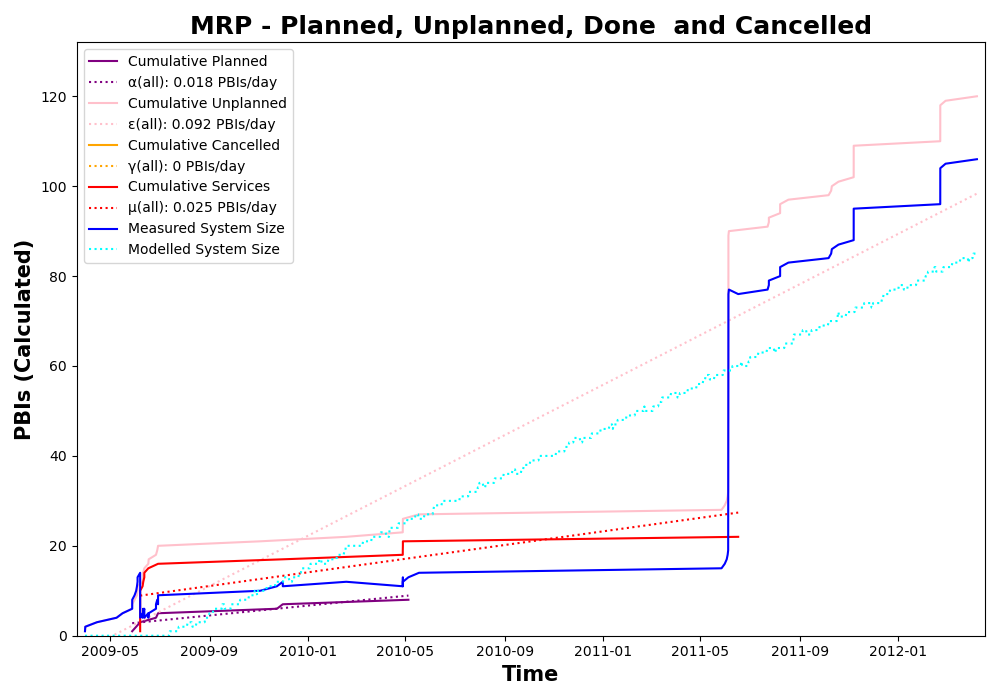 MRP - Planned, Unplanned, Done  and Cancelled
Cumulative Planned
α(all): 0.018 PBIs/day
Cumulative Unplanned
ε(all): 0.092 PBIs/day
Cumulative Cancelled
γ(all): 0 PBIs/day
Cumulative Services
μ(all): 0.025 PBIs/day
Measured System Size
Modelled System Size
PBIs (Calculated)
120
100
80
60
40
20
0
2009-05 2009-09 2010-01 2010-05 2010-09 2011-01 2011-05 2011-09 2012-01
Time